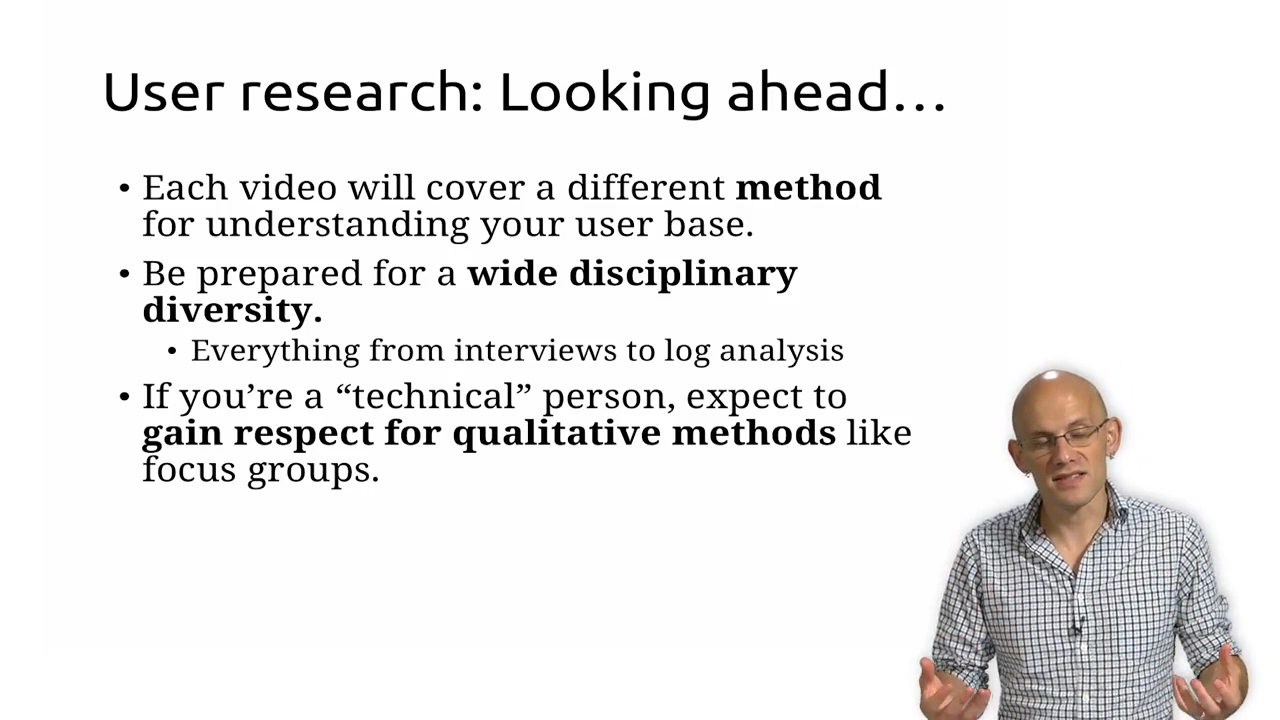 User research: Looking ahead…
• Each video will cover a different method
for understanding your user base.
• Be prepared for a wide disciplinary
diversity.
• Everything from interviews to log analysis
• If you’re a “technical” person, expect to
gain respect for qualitative methods like
focus groups.